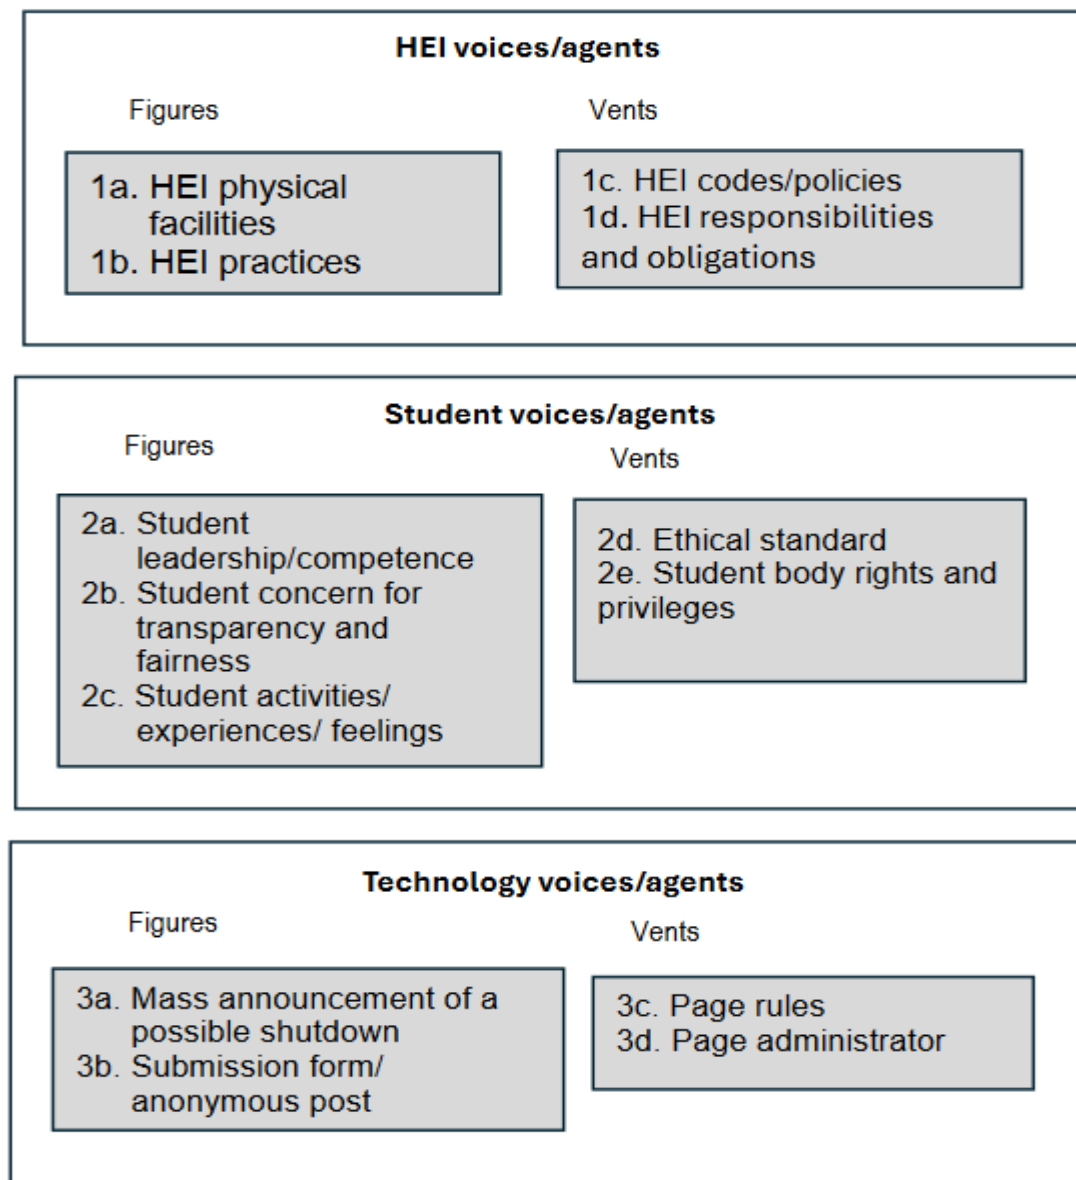 HEI voices/agents
Figures
Vents
1a. HEI physical
facilities
1b. HEI practices
1c. HEI codes/policies
1d. HEI responsibilities
and obligations
Student voices/agents
Figures
Vents
2a. Student
leadership/competence
2b. Student concern for
transparency and
fairness
2c. Student activities/
experiences/ feelings
2d. Ethical standard
2e. Student body rights and
privileges
Technology voices/agents
Figures
Vents
3a. Mass announcement of a
possible shutdown
3b. Submission form/
anonymous post
3c. Page rules
3d. Page administrator